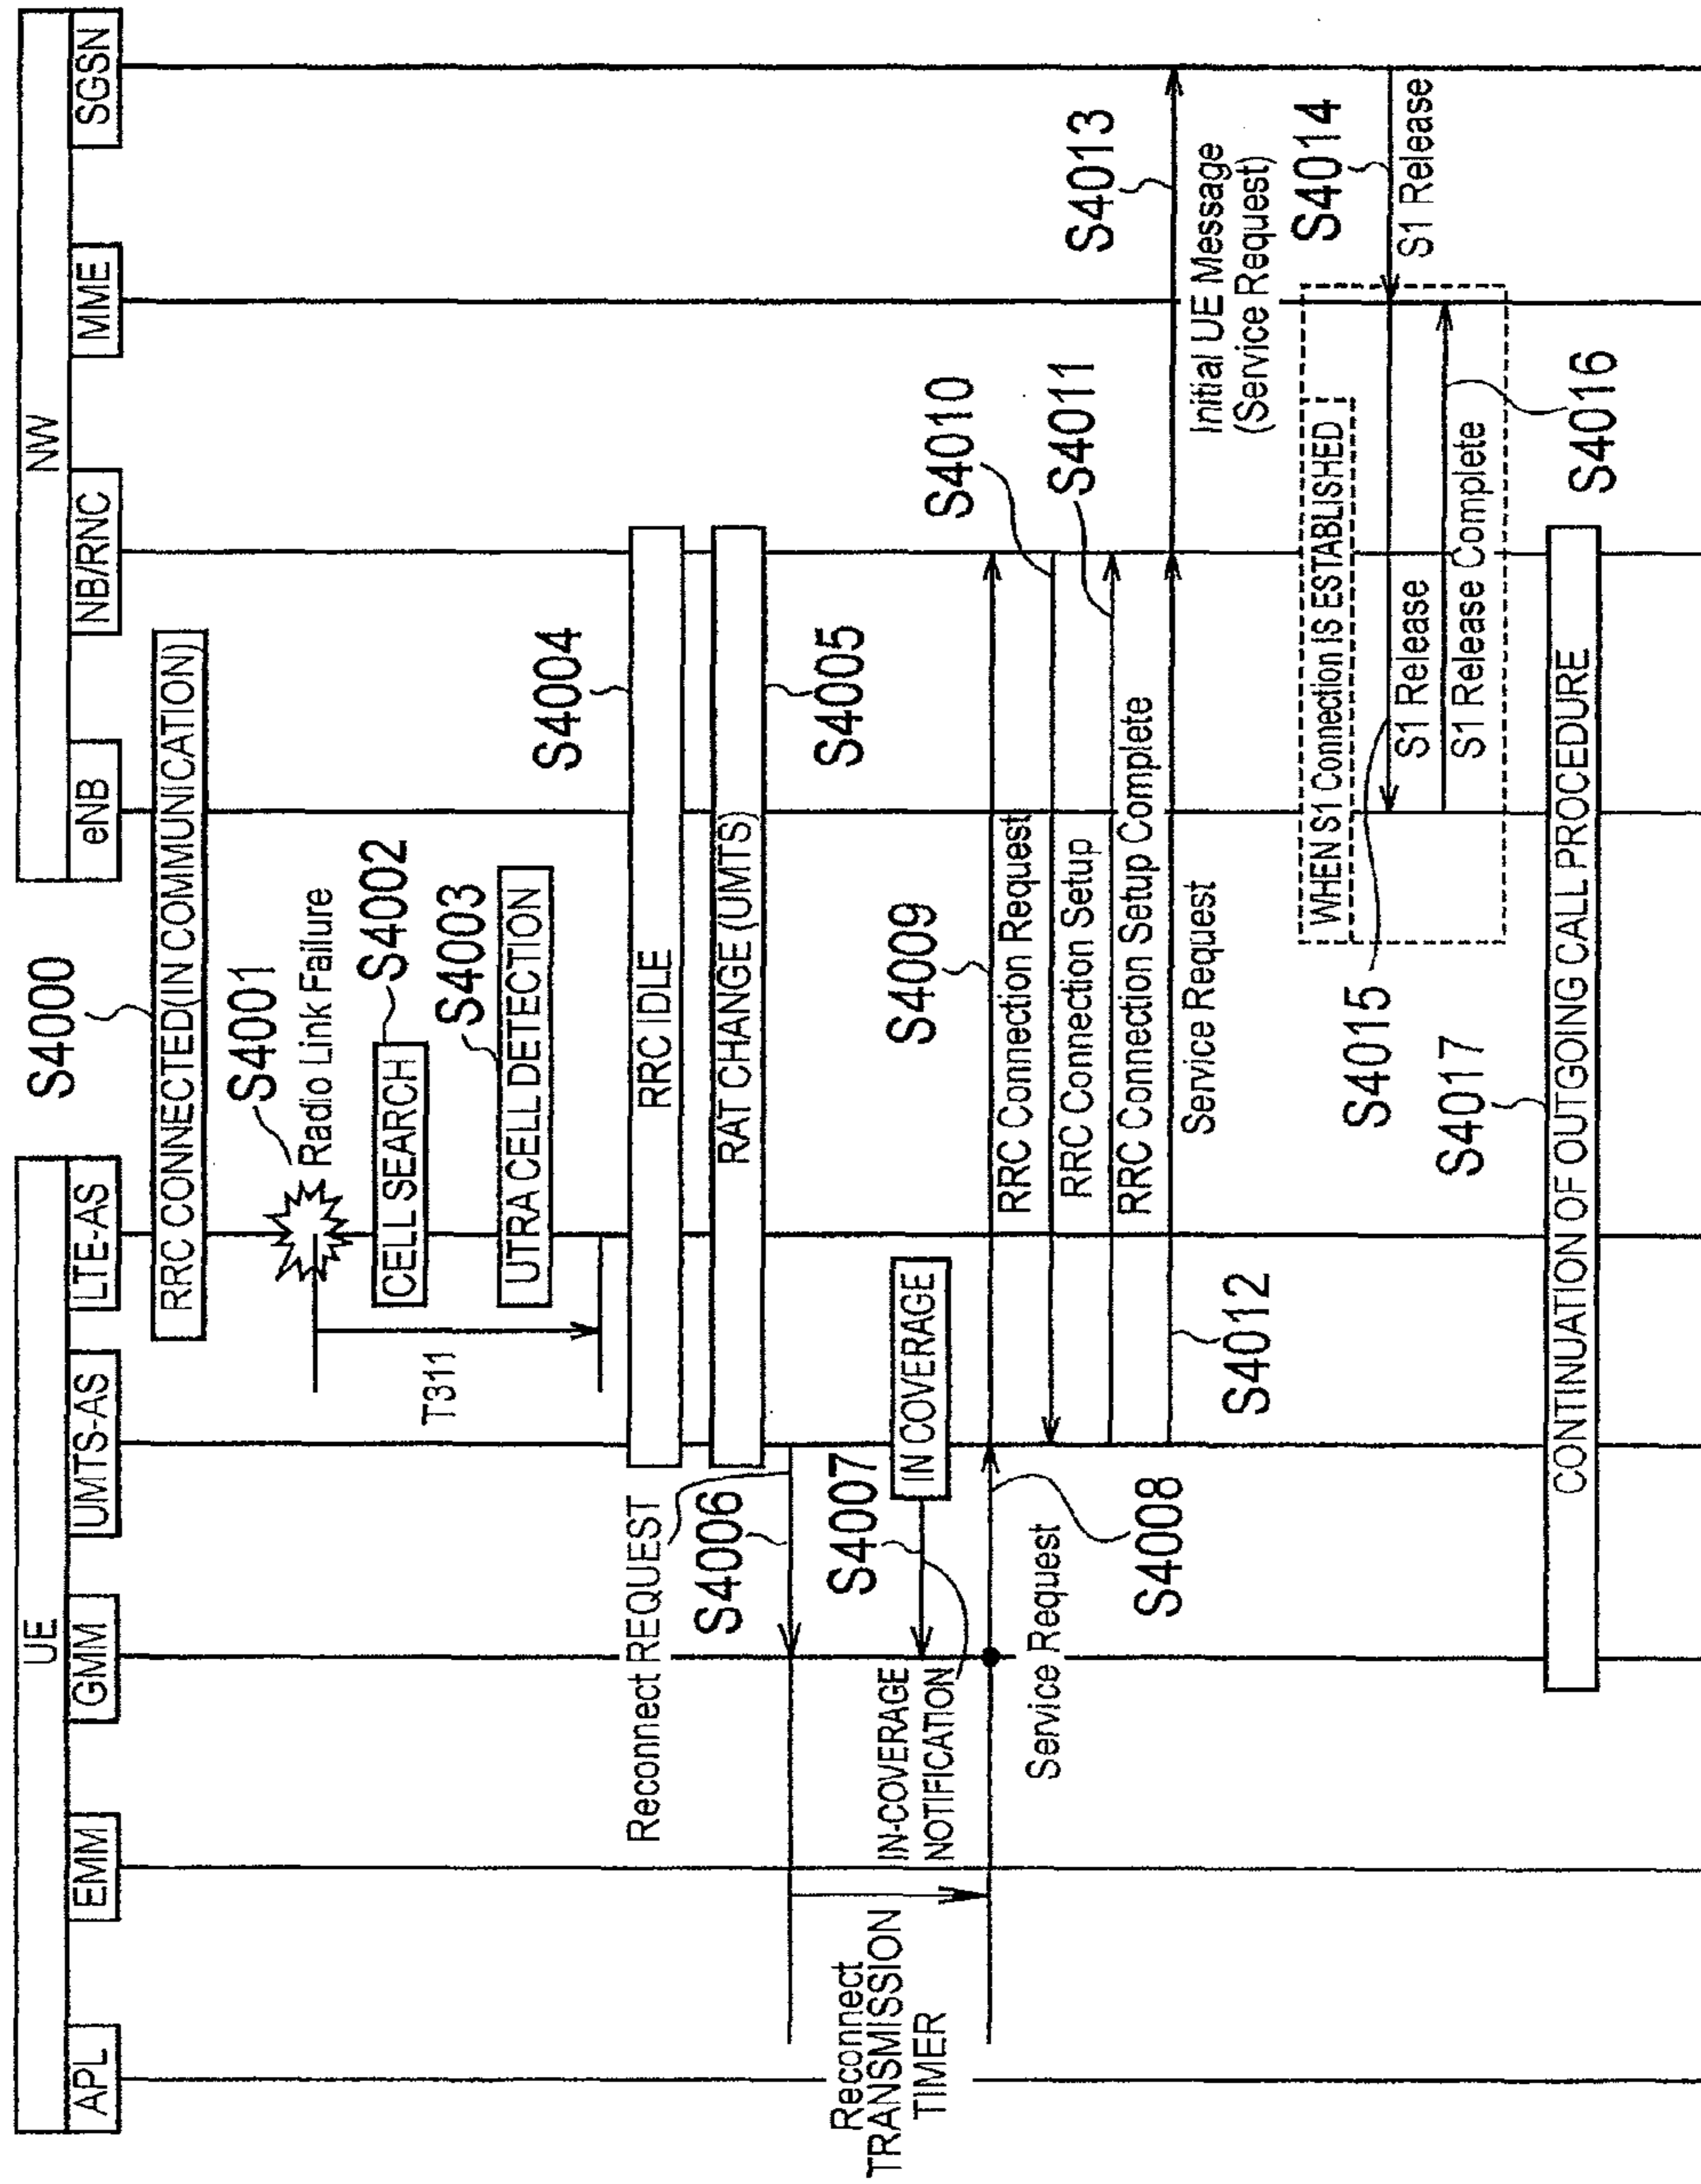 UE
NW
APL
EMM
GMM
UMTS-AS
LTE-AS
eNB
NB/RNC
MME
SGSN
S4000
RRC CONNECTED(IN COMMUNICATION)
S4001
Radio Link Failure
CELL SEARCH
S4002
S4003
UTRA CELL DETECTION
T311
S4004
RRC IDLE
RAT CHANGE (UMTS)
S4005
Reconnect REQUEST
S4006
S4007
IN COVERAGE
IN-COVERAGE
NOTIFICATION
Reconnect
TRANSMISSION
TIMER
Service Request
S4008
S4009
RRC Connection Request
S4010
RRC Connection Setup
S4011
RRC Connection Setup Complete
S4012
Service Request
S4013
Initial UE Message
(Service Request)
S4014
S1 Release
WHEN S1 Connection IS ESTABLISHED
S4015
S1 Release
S1 Release Complete
S4016
S4017
CONTINUATION OF OUTGOING CALL PROCEDURE